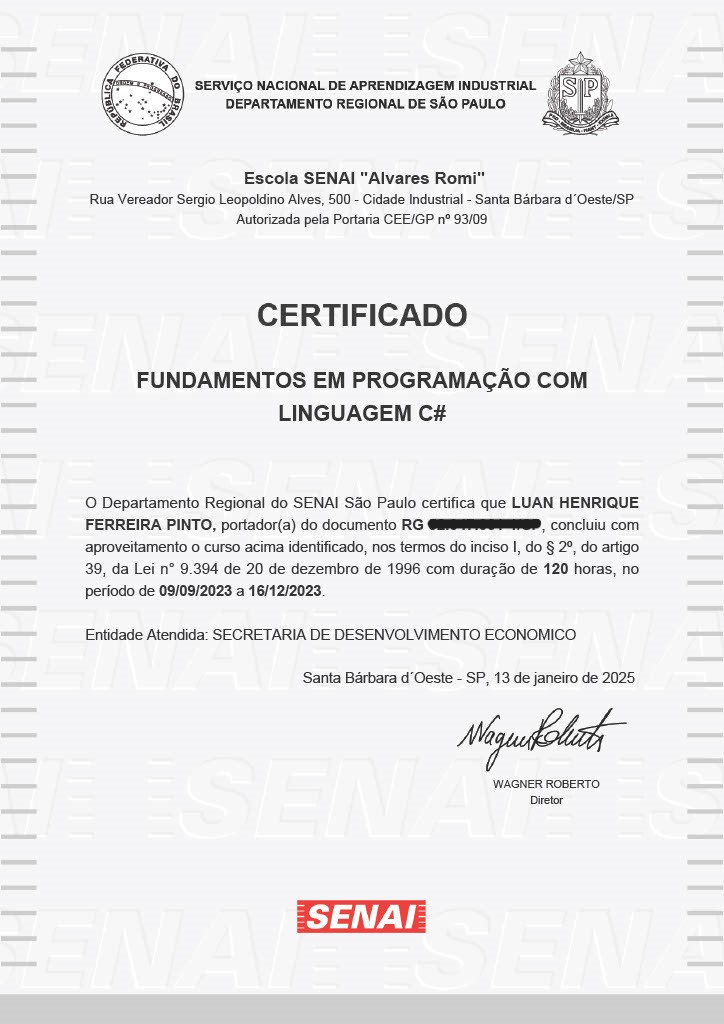 REPÚBLICA FEDERATIVA DO BRASIL
SERVIÇO NACIONAL DE APRENDIZAGEM INDUSTRIAL
DEPARTAMENTO REGIONAL DE SÃO PAULO
SP
Escola SENAI "Alvares Romi"
Rua Vereador Sergio Leopoldino Alves, 500 - Cidade Industrial - Santa Bárbara d´Oeste/SP
Autorizada pela Portaria CEE/GP nº 93/09
CERTIFICADO
FUNDAMENTOS EM PROGRAMAÇÃO COM
LINGUAGEM C#
O Departamento Regional do SENAI São Paulo certifica que LUAN HENRIQUE
FERREIRA PINTO, portador(a) do documento RG , concluiu com
aproveitamento o curso acima identificado, nos termos do inciso I, do § 2º, do artigo
39, da Lei n° 9.394 de 20 de dezembro de 1996 com duração de 120 horas, no
período de 09/09/2023 a 16/12/2023.
Entidade Atendida: SECRETARIA DE DESENVOLVIMENTO ECONOMICO
Santa Bárbara d´Oeste - SP, 13 de janeiro de 2025
Wagner Roberto
WAGNER ROBERTO
Diretor
SENAI